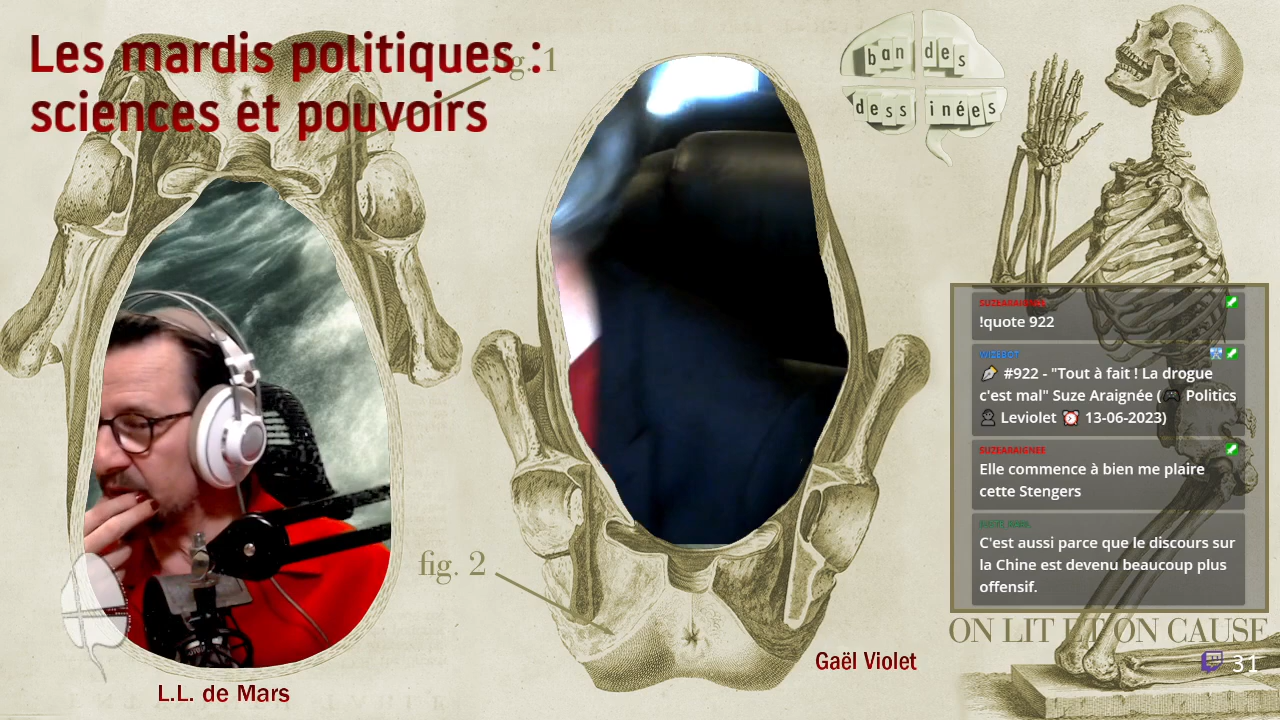 Les mardis politiques :
sciences et pouvoirs
fig. 1
ban des
dess inées
SUZEARAIGNEE
!quote 922
WIZEBOT
#922 - "Tout à fait ! La drogue
c'est mal" Suze Araignée ( Politics
Leviolet 13-06-2023)
SUZEARAIGNEE
Elle commence à bien me plaire
cette Stengers
C'est aussi parce que le discours sur
la Chine est devenu beaucoup plus
offensif.
fig. 2
ON LIT ET ON CAUSE
31
Gaël Violet
L.L. de Mars